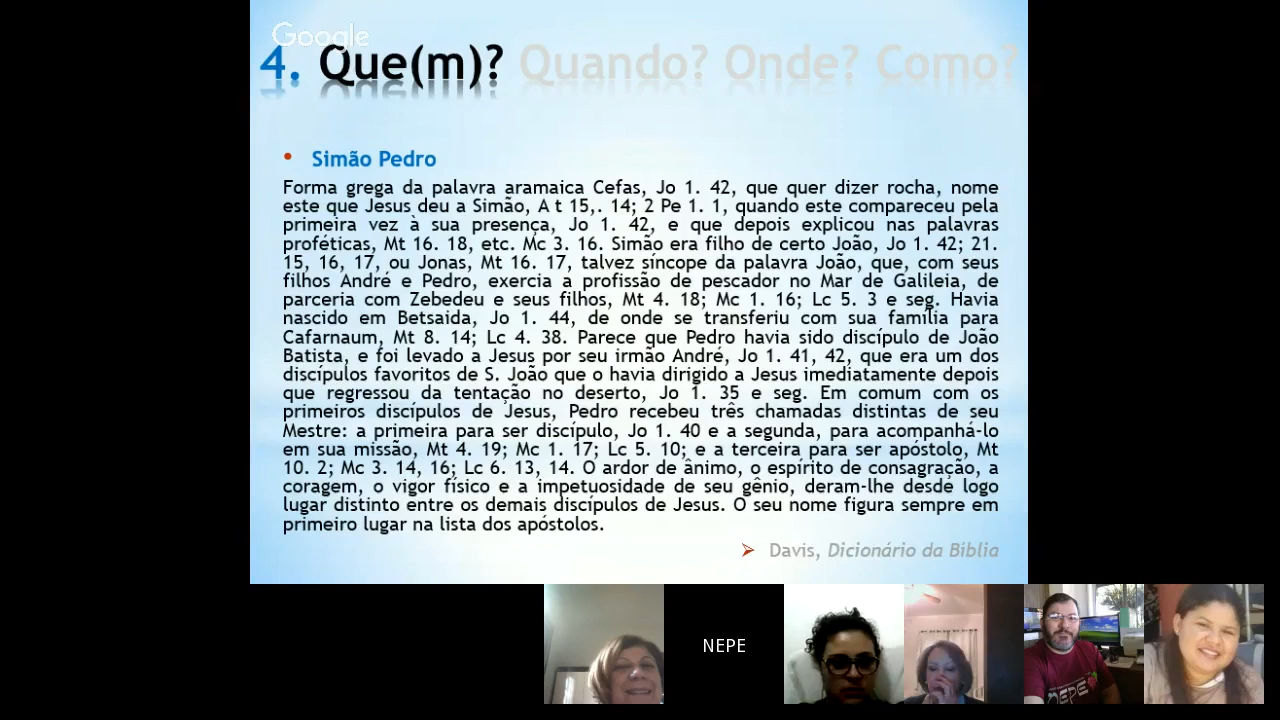 Google
4. Que(m)? Quando? Onde? Como?
• Simão Pedro
Forma grega da palavra aramaica Cefas, Jo 1. 42, que quer dizer rocha, nome
este que Jesus deu a Simão, A t 15,. 14; 2 Pe 1. 1, quando este compareceu pela
primeira vez à sua presença, Jo 1. 42, e que depois explicou nas palavras
proféticas, Mt 16. 18, etc. Mc 3. 16. Simão era filho de certo João, Jo 1. 42; 21.
15, 16, 17, ou Jonas, Mt 16. 17, talvez síncope da palavra João, que, com seus
filhos André e Pedro, exercia a profissão de pescador no Mar de Galileia, de
parceria com Zebedeu e seus filhos, Mt 4. 18; Mc 1. 16; Lc 5. 3 e seg. Havia
nascido em Betsaida, Jo 1. 44, de onde se transferiu com sua família para
Cafarnaum, Mt 8. 14; Lc 4. 38. Parece que Pedro havia sido discípulo de João
Batista, e foi levado a Jesus por seu irmão André, Jo 1. 41, 42, que era um dos
discípulos favoritos de S. João que o havia dirigido a Jesus imediatamente depois
que regressou da tentação no deserto, Jo 1. 35 e seg. Em comum com os
primeiros discípulos de Jesus, Pedro recebeu três chamadas distintas de seu
Mestre: a primeira para ser discípulo, Jo 1. 40 e a segunda, para acompanhá-lo
em sua missão, Mt 4. 19; Mc 1. 17; Lc 5. 10; e a terceira para ser apóstolo, Mt
10. 2; Mc 3. 14, 16; Lc 6. 13, 14. O ardor de ânimo, o espírito de consagração, a
coragem, o vigor físico e a impetuosidade de seu gênio, deram-lhe desde logo
lugar distinto entre os demais discípulos de Jesus. O seu nome figura sempre em
primeiro lugar na lista dos apóstolos.
Davis, Dicionário da Bíblia
NEPE
NEPE